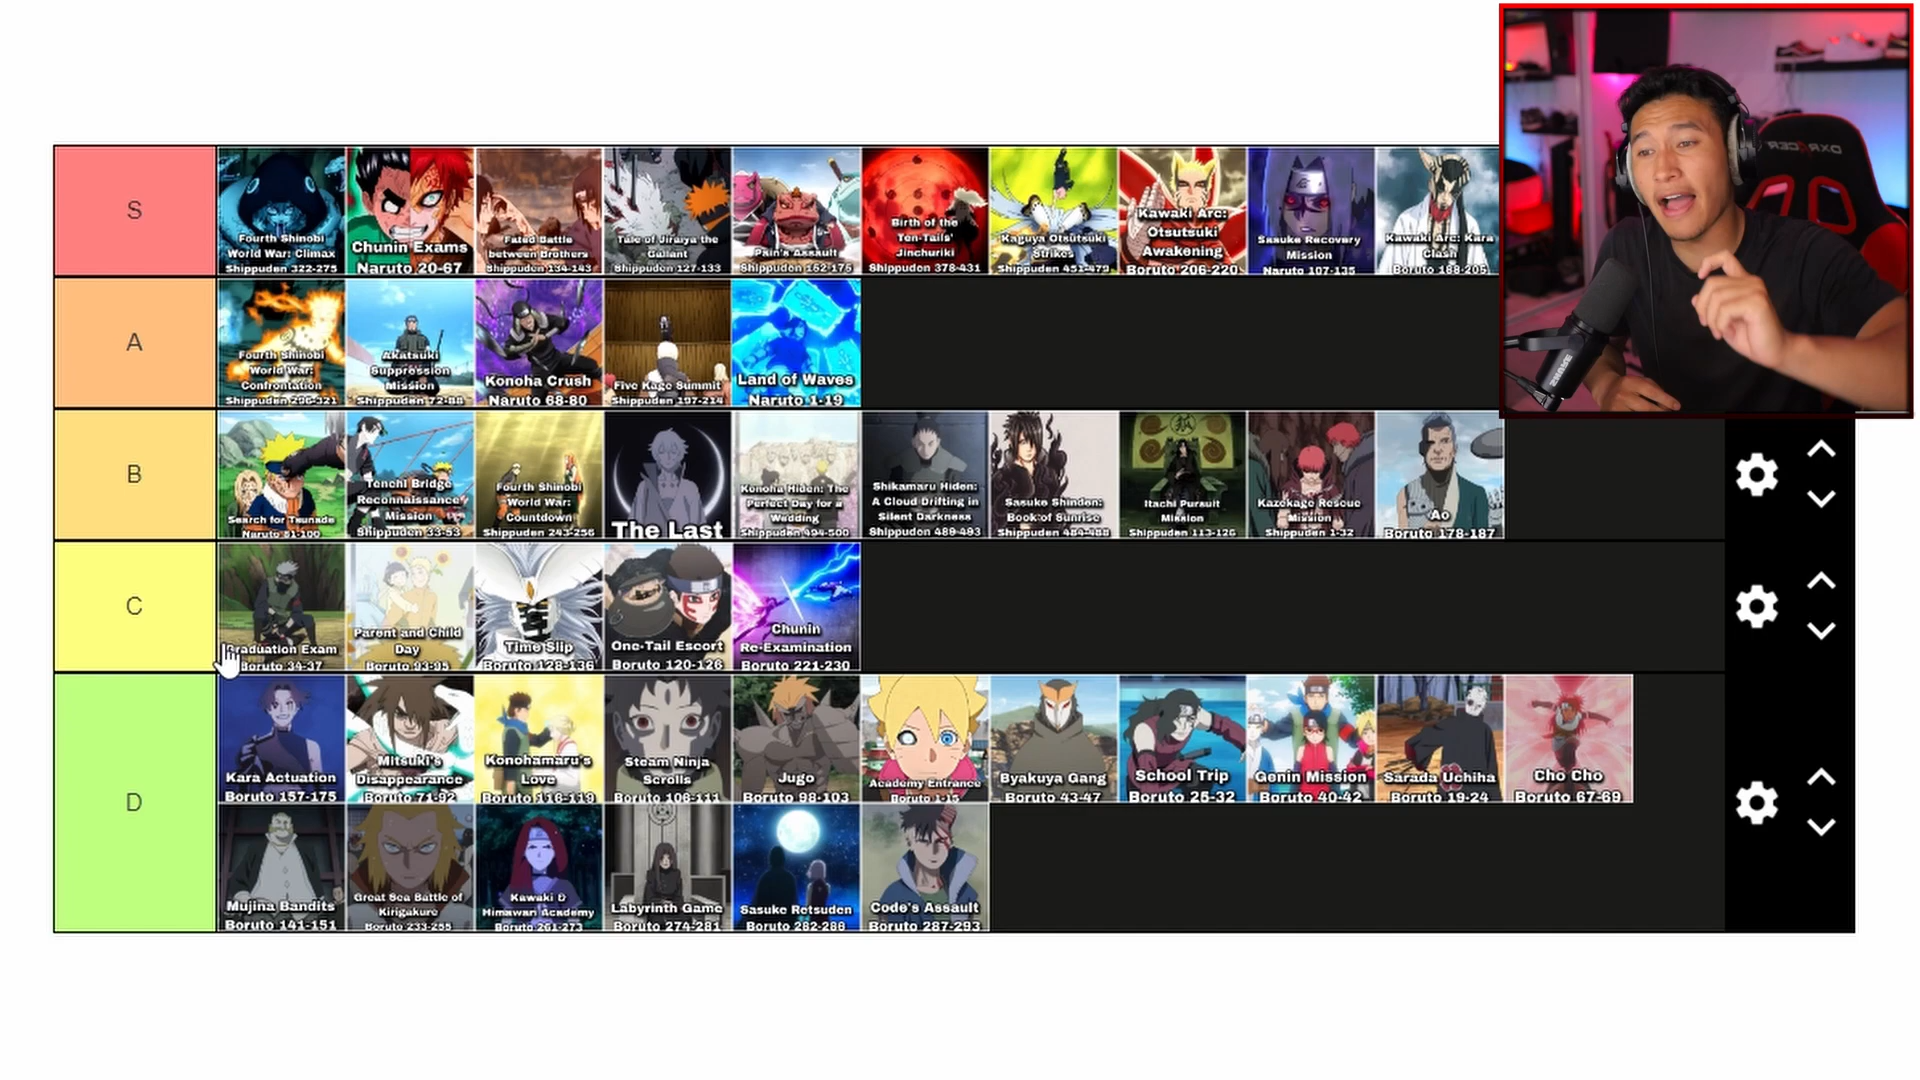 S
Fourth Shinobi
World War: Climax
Shippuden 322-275
Chunin Exams
Naruto 20-67
Fated Battle
between Brothers
Shippuden 134-143
Tale of Jiraiya the
Gallant
Shippuden 127-133
Pain's Assault
Shippuden 152-175
Birth of the
Ten-Tails'
Jinchuriki
Shippuden 378-431
Kaguya Otsutsuki
Strikes
Shippuden 451-479
Kawaki Arc:
Otsutsuki
Awakening
Boruto 206-220
Sasuke Recovery
Mission
Naruto 107-135
Kawaki Arc: Kara
Clash
Boruto 188-205
A
Fourth Shinobi
World War:
Confrontation
Shippuden 296-321
Akatsuki
Suppression
Mission
Shippuden 72-88
Konoha Crush
Naruto 68-80
Five Kage Summit
Shippuden 197-214
Land of Waves
Naruto 1-19
B
Search for Tsunade
Naruto 81-100
Tenchi Bridge
Reconnaissance
Mission
Shippuden 33-53
Fourth Shinobi
World War:
Countdown
Shippuden 243-256
The Last
Konoha Hiden: The
Perfect Day for a
Wedding
Shippuden 494-500
Shikamaru Hiden:
A Cloud Drifting in
Silent Darkness
Shippuden 489-493
Sasuke Shinden:
Book of Sunrise
Shippuden 484-488
Itachi Pursuit
Mission
Shippuden 113-126
Kazekage Rescue
Mission
Shippuden 1-32
Ao
Boruto 178-187
C
Graduation Exam
Boruto 34-37
Parent and Child
Day
Boruto 93-95
Time Slip
Boruto 128-136
One-Tail Escort
Boruto 120-126
Chunin
Re-Examination
Boruto 221-230
D
Kara Actuation
Boruto 157-175
Mitsuki's
Disappearance
Boruto 71-92
Konohamaru's
Love
Boruto 116-119
Steam Ninja
Scrolls
Boruto 106-111
Jugo
Boruto 98-103
Academy Entrance
Boruto 1-15
Byakuya Gang
Boruto 43-47
School Trip
Boruto 25-32
Genin Mission
Boruto 40-42
Sarada Uchiha
Boruto 19-24
Cho Cho
Boruto 67-69
Mujina Bandits
Boruto 141-151
Great Sea Battle of
Kirigakure
Boruto 233-255
Kawaki &
Himawari Academy
Boruto 261-273
Labyrinth Game
Boruto 274-281
Sasuke Retsuden
Boruto 282-286
Code's Assault
Boruto 287-293
DXRACER
SHURE